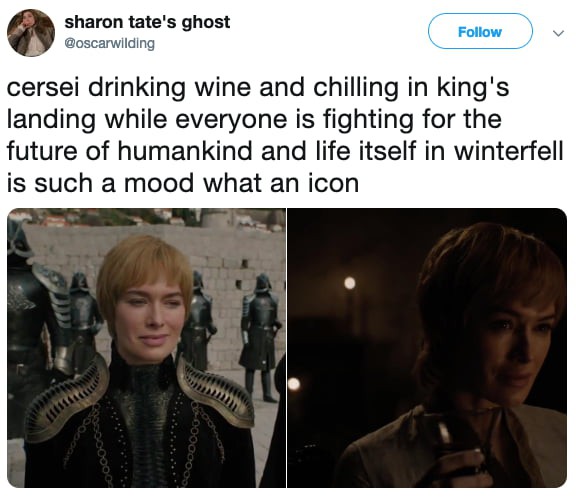 sharon tate's ghost
@oscarwilding
Follow
cersei drinking wine and chilling in king's
landing while everyone is fighting for the
future of humankind and life itself in winterfell
is such a mood what an icon